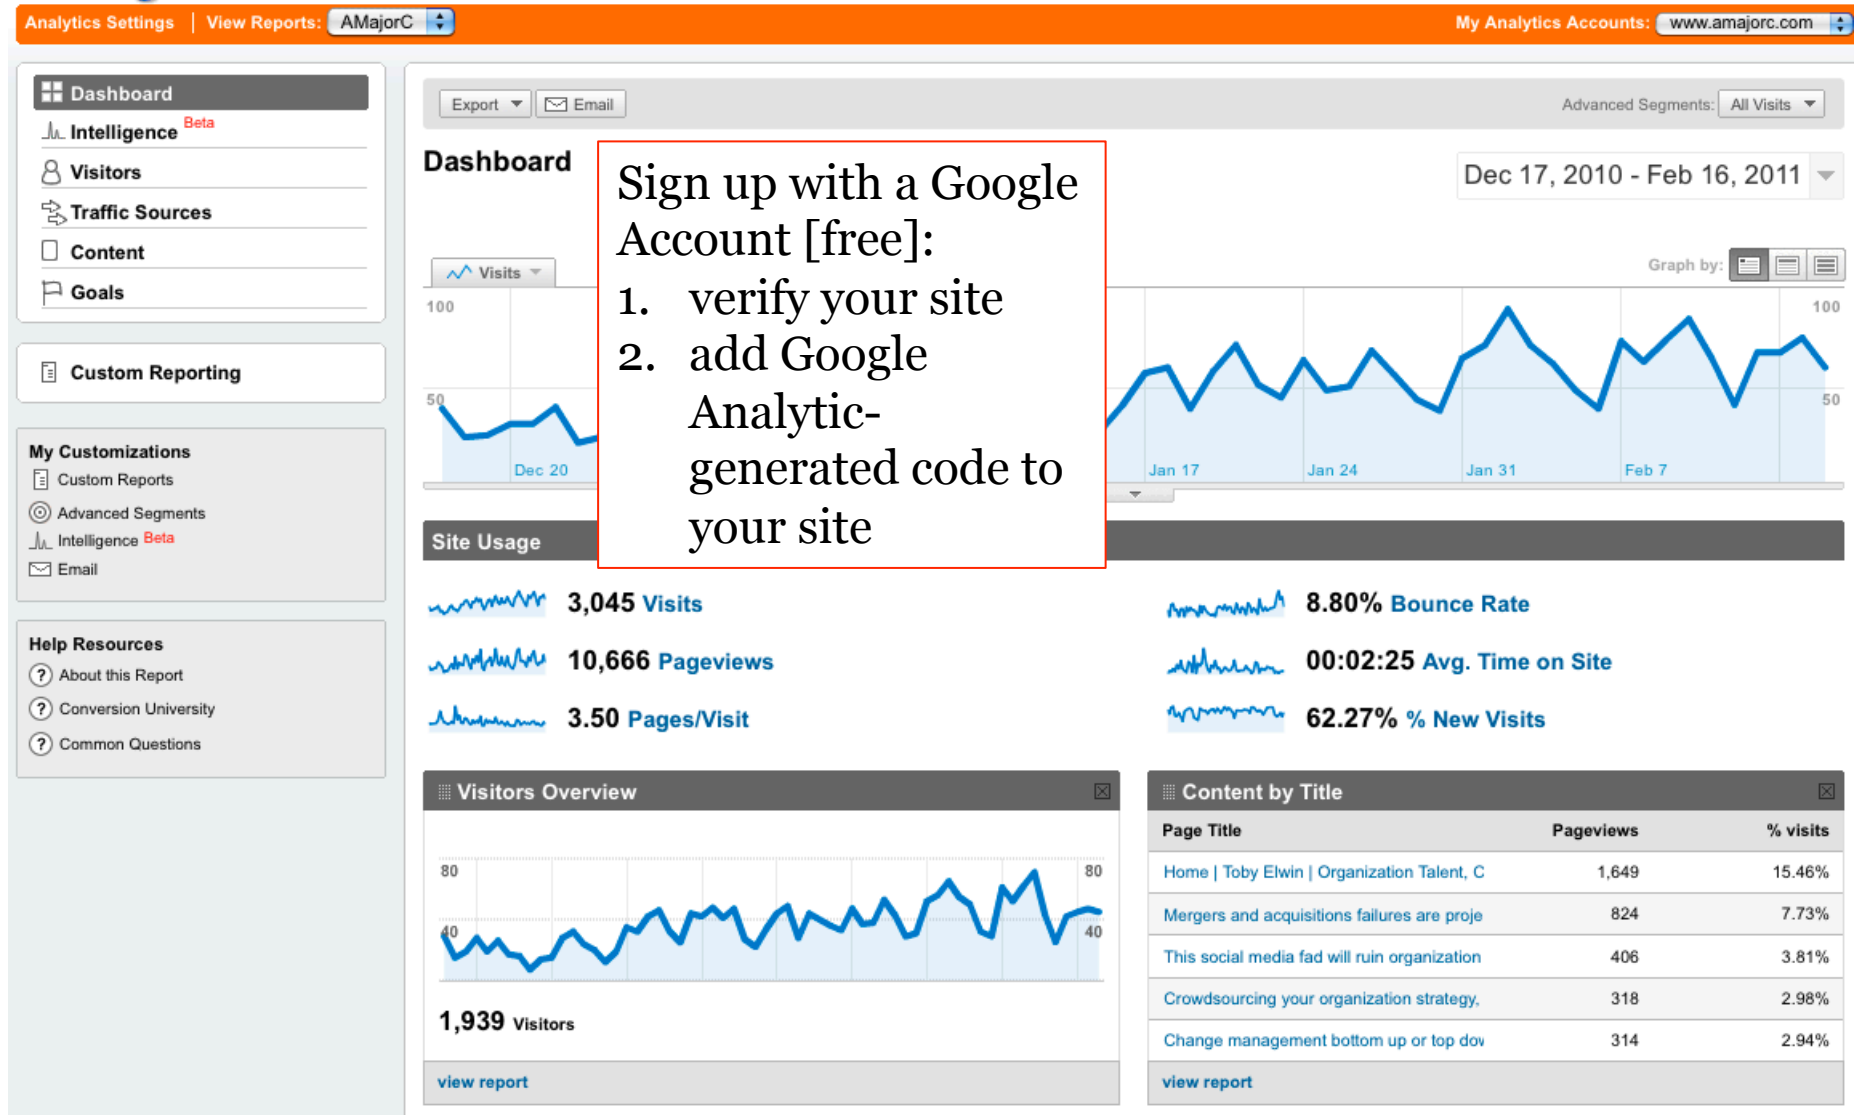 Analytics Settings | View Reports: AMajorC
My Analytics Accounts: www.amajorc.com
Dashboard
Intelligence Beta
Visitors
Traffic Sources
Content
Goals
Custom Reporting
My Customizations
Custom Reports
Advanced Segments
Intelligence Beta
Email
Help Resources
? About this Report
? Conversion University
? Common Questions
Export Email
Advanced Segments: All Visits
Dashboard
Dec 17, 2010 - Feb 16, 2011
Sign up with a Google
Account [free]:
1. verify your site
2. add Google
Analytic-
generated code to
your site
Visits
Graph by:
100 100
50 50
Dec 20 Jan 17 Jan 24 Jan 31 Feb 7
Site Usage
3,045 Visits
10,666 Pageviews
3.50 Pages/Visit
8.80% Bounce Rate
00:02:25 Avg. Time on Site
62.27% % New Visits
Visitors Overview
80 80
40 40
1,939 Visitors
view report
Content by Title
Page Title Pageviews % visits
Home | Toby Elwin | Organization Talent, C 1,649 15.46%
Mergers and acquisitions failures are proje 824 7.73%
This social media fad will ruin organization 406 3.81%
Crowdsourcing your organization strategy, 318 2.98%
Change management bottom up or top dov 314 2.94%
view report